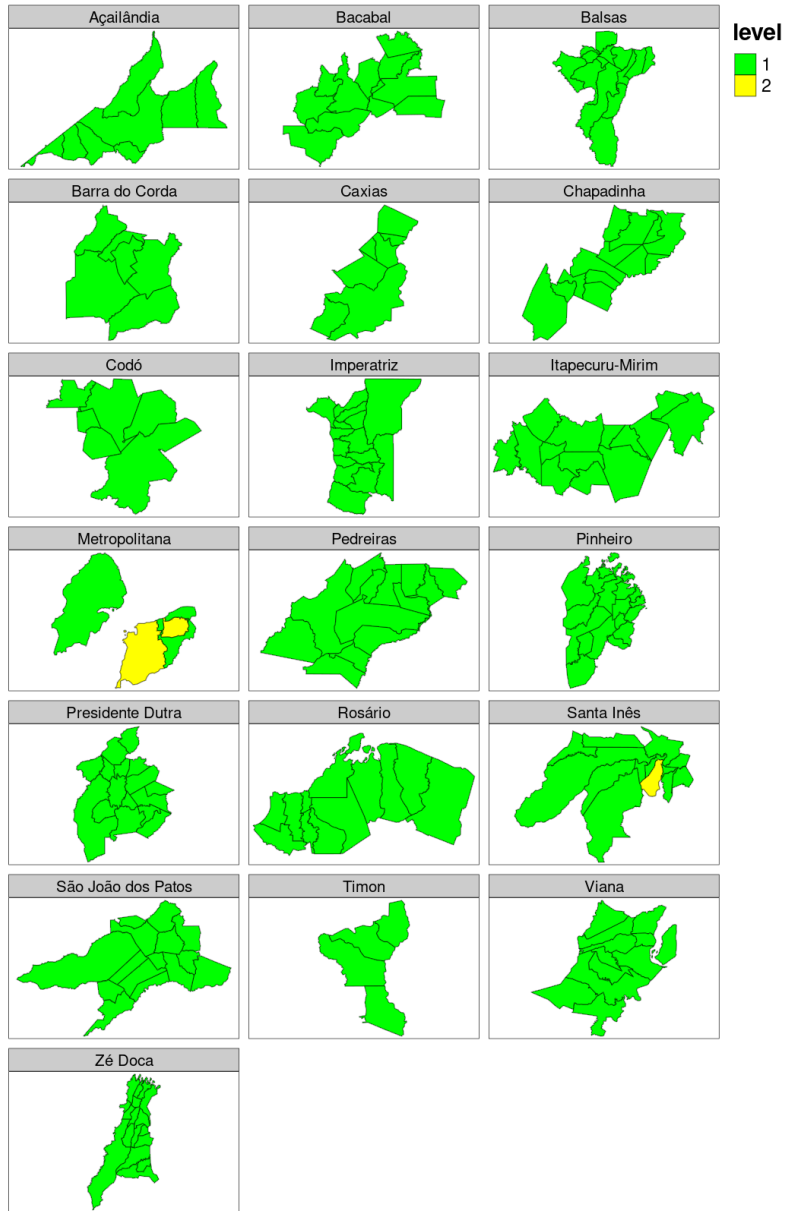 Açailândia
Bacabal
Balsas
level
1
2
Barra do Corda
Caxias
Chapadinha
Codó
Imperatriz
Itapecuru-Mirim
Metropolitana
Pedreiras
Pinheiro
Presidente Dutra
Rosário
Santa Inês
São João dos Patos
Timon
Viana
Zé Doca